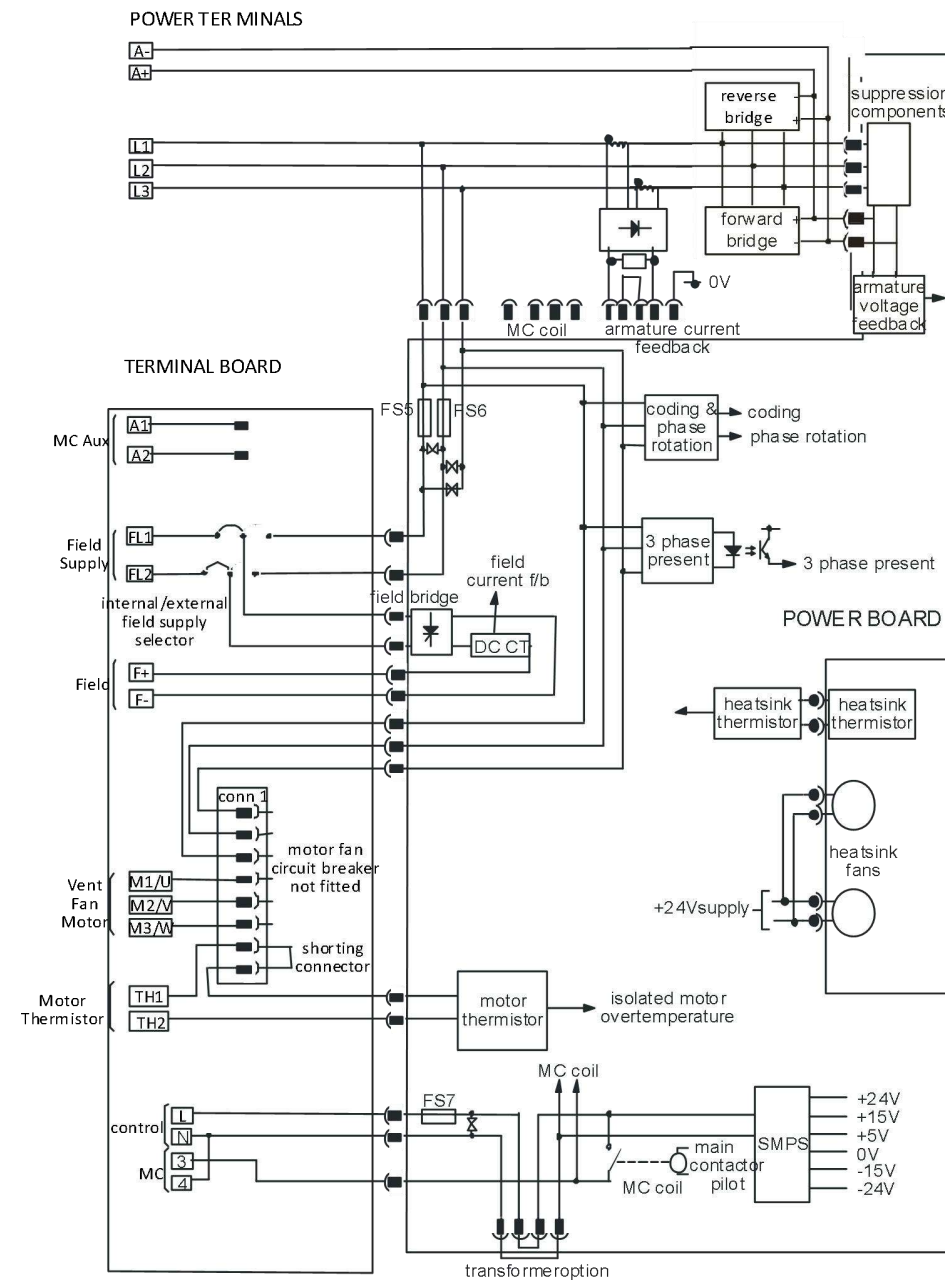 POWER TER MINALS
A-
A+
reverse
bridge
-
+
suppression
components
L1
L2
L3
forward
bridge
+
-
0V
MC coil
armature current
feedback
armature
voltage
feedback
TERMINAL BOARD
FS5
FS6
coding &
phase
rotation
coding
phase rotation
MC Aux
A1
A2
Field
Supply
FL1
FL2
3 phase
present
3 phase present
internal/external
field supply
selector
field bridge
field
current f/b
DC CT
POWER BOARD
Field
F+
F-
heatsink
thermistor
heatsink
thermistor
conn 1
motor fan
circuit breaker
not fitted
heatsink
fans
+24Vsupply
Vent
Fan
Motor
M1/U
M2/V
M3/W
shorting
connector
Motor
Thermistor
TH1
TH2
motor
thermistor
isolated motor
overtemperature
MC coil
control
L
N
MC
3
4
FS7
MC coil
main
contactor
pilot
SMPS
+24V
+15V
+5V
0V
-15V
-24V
transformeroption